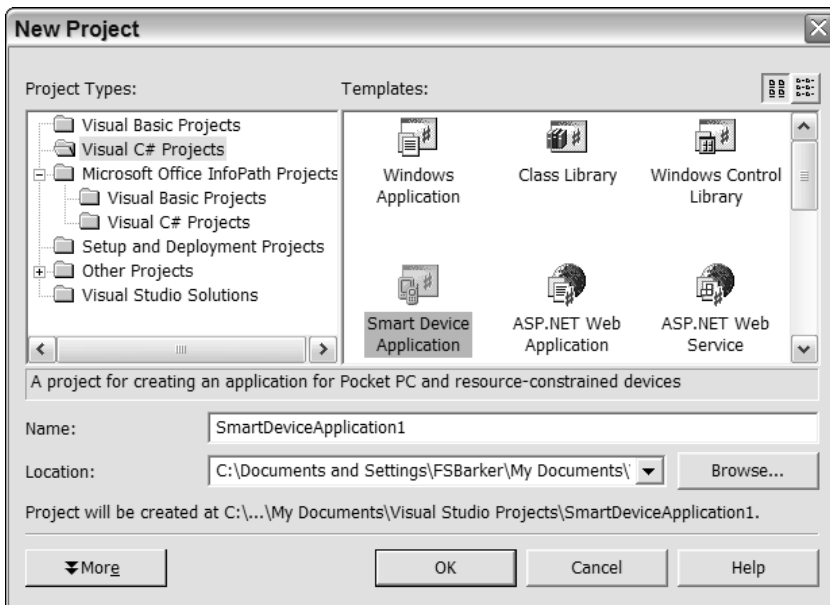 New Project
Project Types:
Templates:
Visual Basic Projects
Visual C# Projects
Microsoft Office InfoPath Projects
Visual Basic Projects
Visual C# Projects
Setup and Deployment Projects
Other Projects
Visual Studio Solutions
Windows
Application
Class Library
Windows Control
Library
Smart Device
Application
ASP.NET Web
Application
ASP.NET Web
Service
A project for creating an application for Pocket PC and resource-constrained devices
Name:
SmartDeviceApplication1
Location:
C:\Documents and Settings\FSBarker\My Documents\
Browse...
Project will be created at C:\...\My Documents\Visual Studio Projects\SmartDeviceApplication1.
More
OK
Cancel
Help